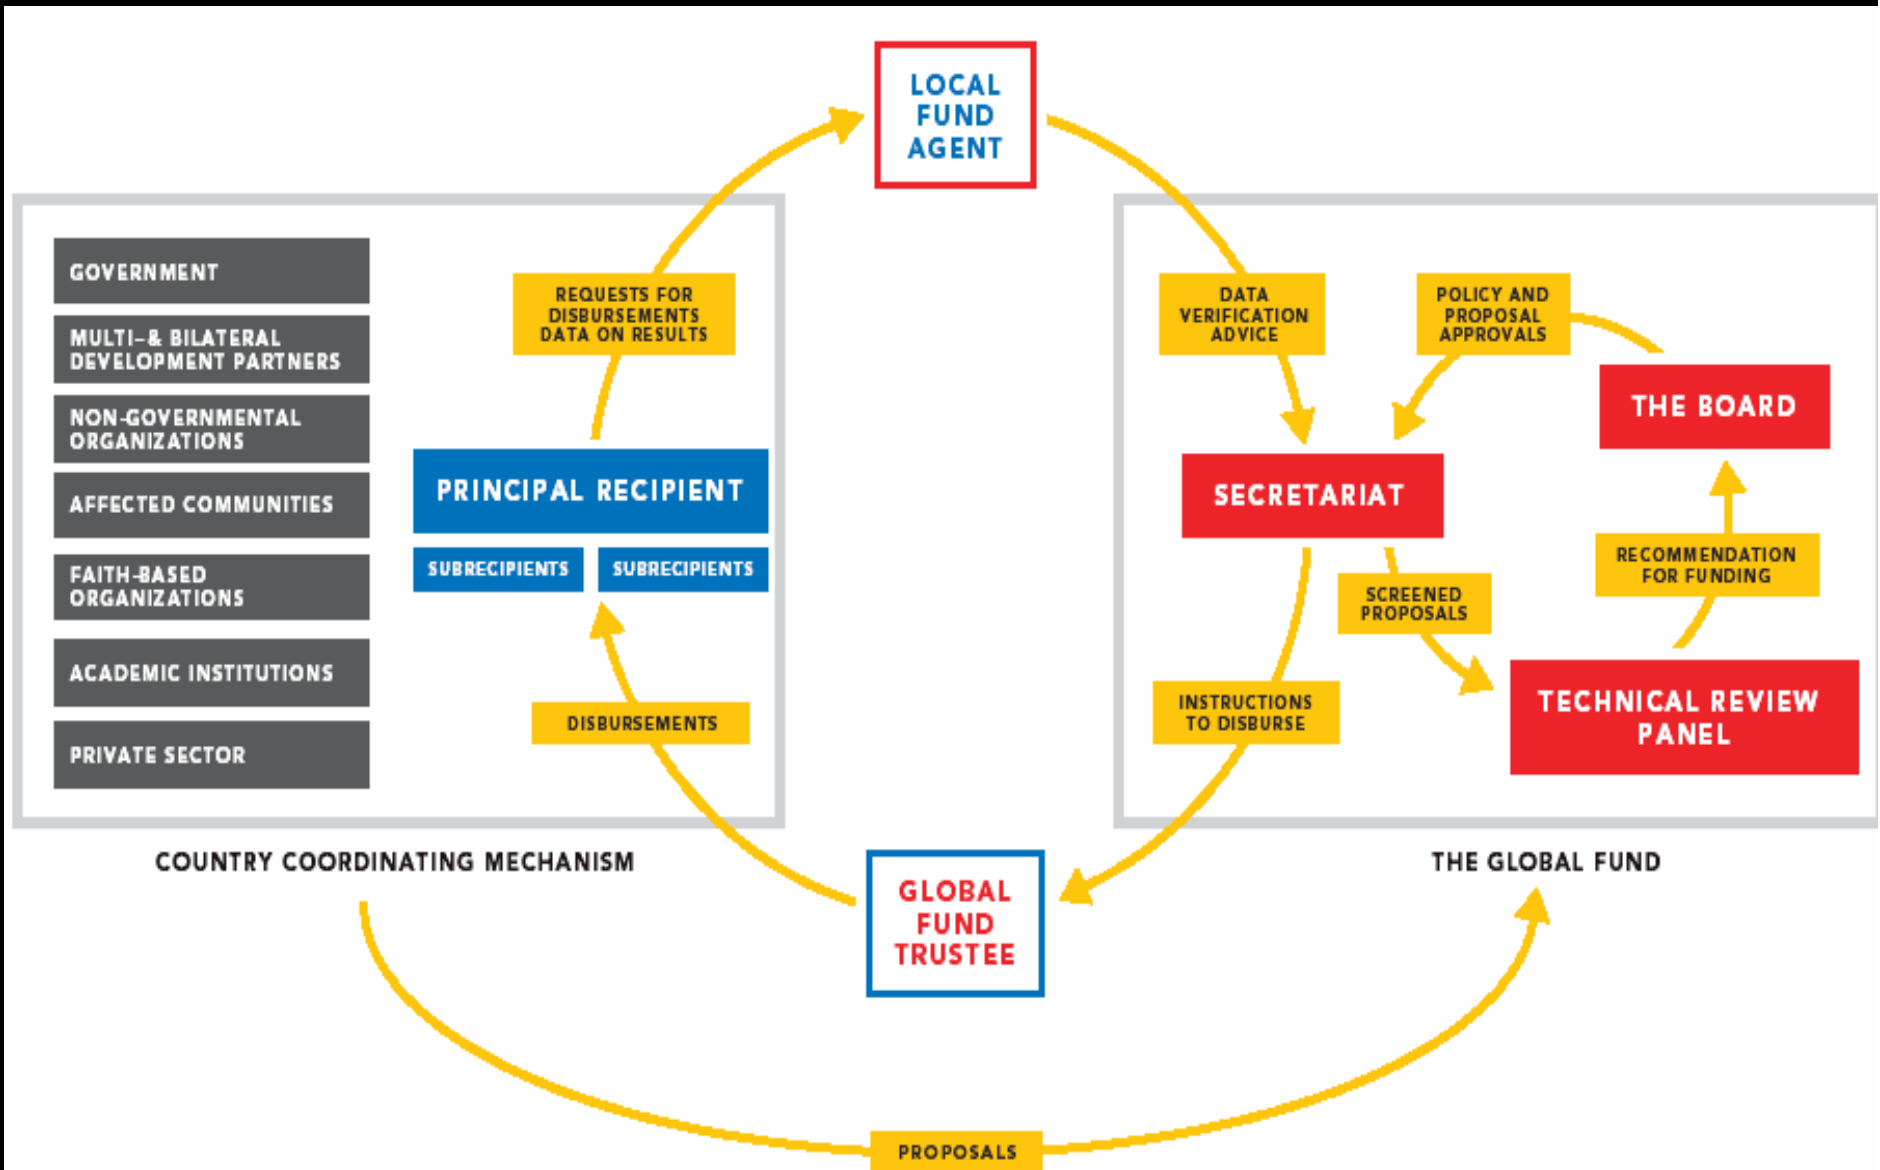 LOCAL
FUND
AGENT
GOVERNMENT
MULTI-& BILATERAL
DEVELOPMENT PARTNERS
NON-GOVERNMENTAL
ORGANIZATIONS
AFFECTED COMMUNITIES
FAITH-BASED
ORGANIZATIONS
ACADEMIC INSTITUTIONS
PRIVATE SECTOR
REQUESTS FOR
DISBURSEMENTS
DATA ON RESULTS
PRINCIPAL RECIPIENT
SUBRECIPIENTS
SUBRECIPIENTS
DISBURSEMENTS
COUNTRY COORDINATING MECHANISM
DATA
VERIFICATION
ADVICE
POLICY AND
PROPOSAL
APPROVALS
THE BOARD
SECRETARIAT
RECOMMENDATION
FOR FUNDING
SCREENED
PROPOSALS
TECHNICAL REVIEW
PANEL
INSTRUCTIONS
TO DISBURSE
THE GLOBAL FUND
GLOBAL
FUND
TRUSTEE
PROPOSALS